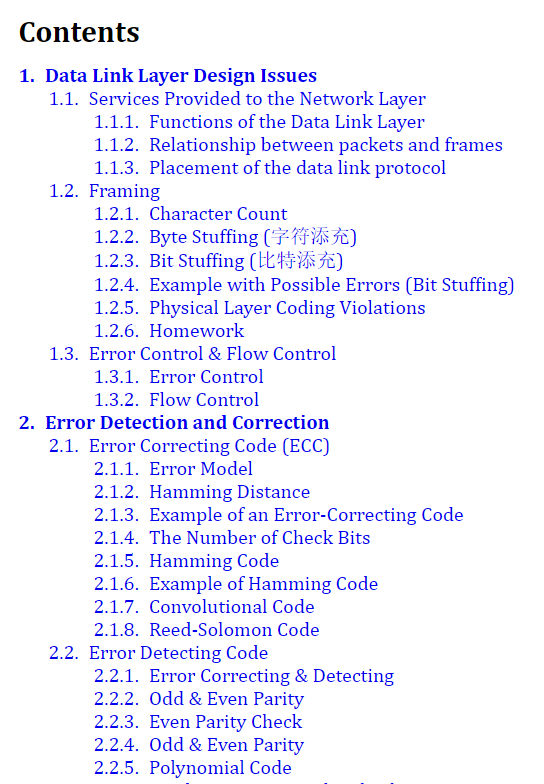 Contents
1. Data Link Layer Design Issues
1.1. Services Provided to the Network Layer
1.1.1. Functions of the Data Link Layer
1.1.2. Relationship between packets and frames
1.1.3. Placement of the data link protocol
1.2. Framing
1.2.1. Character Count
1.2.2. Byte Stuffing (字符添充)
1.2.3. Bit Stuffing (比特添充)
1.2.4. Example with Possible Errors (Bit Stuffing)
1.2.5. Physical Layer Coding Violations
1.2.6. Homework
1.3. Error Control & Flow Control
1.3.1. Error Control
1.3.2. Flow Control
2. Error Detection and Correction
2.1. Error Correcting Code (ECC)
2.1.1. Error Model
2.1.2. Hamming Distance
2.1.3. Example of an Error-Correcting Code
2.1.4. The Number of Check Bits
2.1.5. Hamming Code
2.1.6. Example of Hamming Code
2.1.7. Convolutional Code
2.1.8. Reed-Solomon Code
2.2. Error Detecting Code
2.2.1. Error Correcting & Detecting
2.2.2. Odd & Even Parity
2.2.3. Even Parity Check
2.2.4. Odd & Even Parity
2.2.5. Polynomial Code